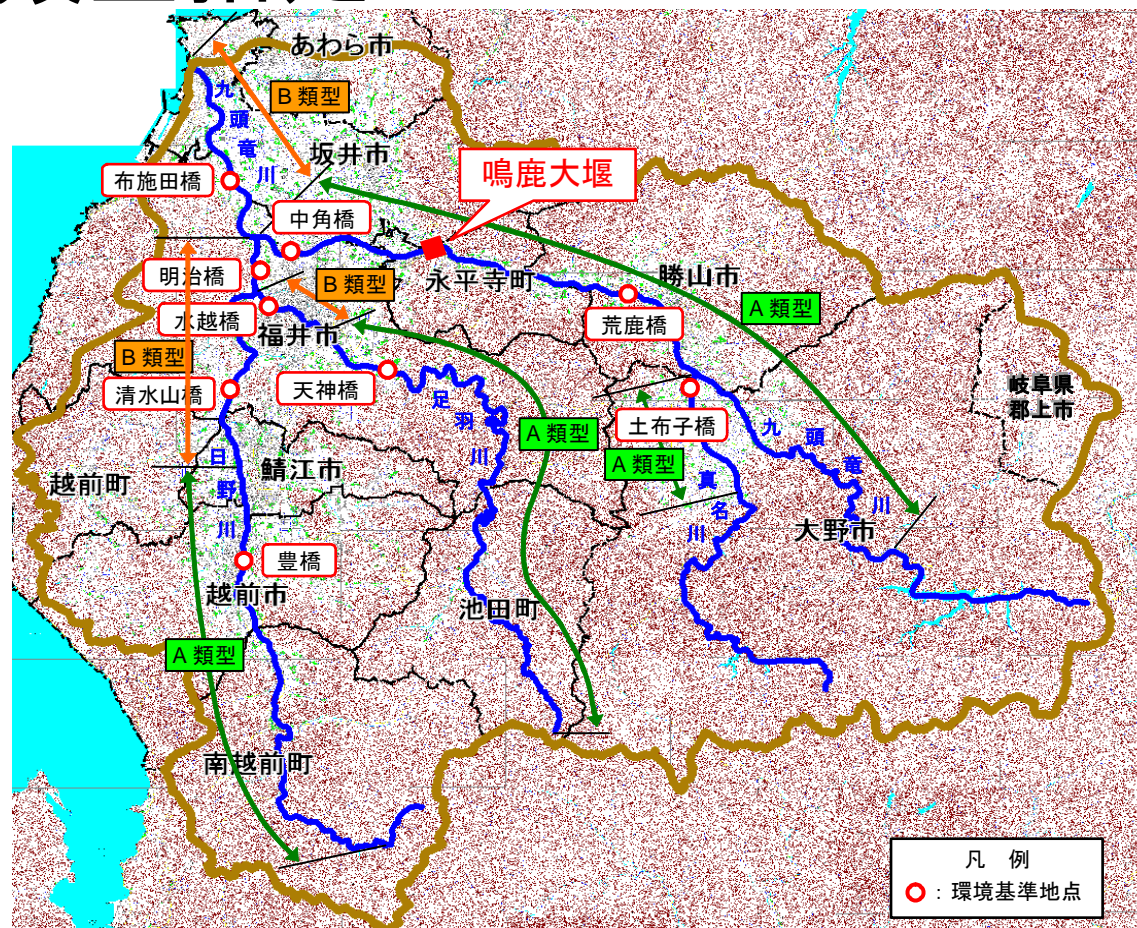 あわら市
B類型
九頭竜川
坂井市
鳴鹿大堰
布施田橋
中角橋
明治橋
B類型
永平寺町
勝山市
A類型
水越橋
福井市
荒鹿橋
B類型
清水山橋
天神橋
足羽川
土布子橋
九頭竜川
岐阜県
郡上市
A類型
A類型
越前町
日野川
鯖江市
真名川
大野市
豊橋
越前市
池田町
A類型
南越前町
凡 例
:環境基準地点